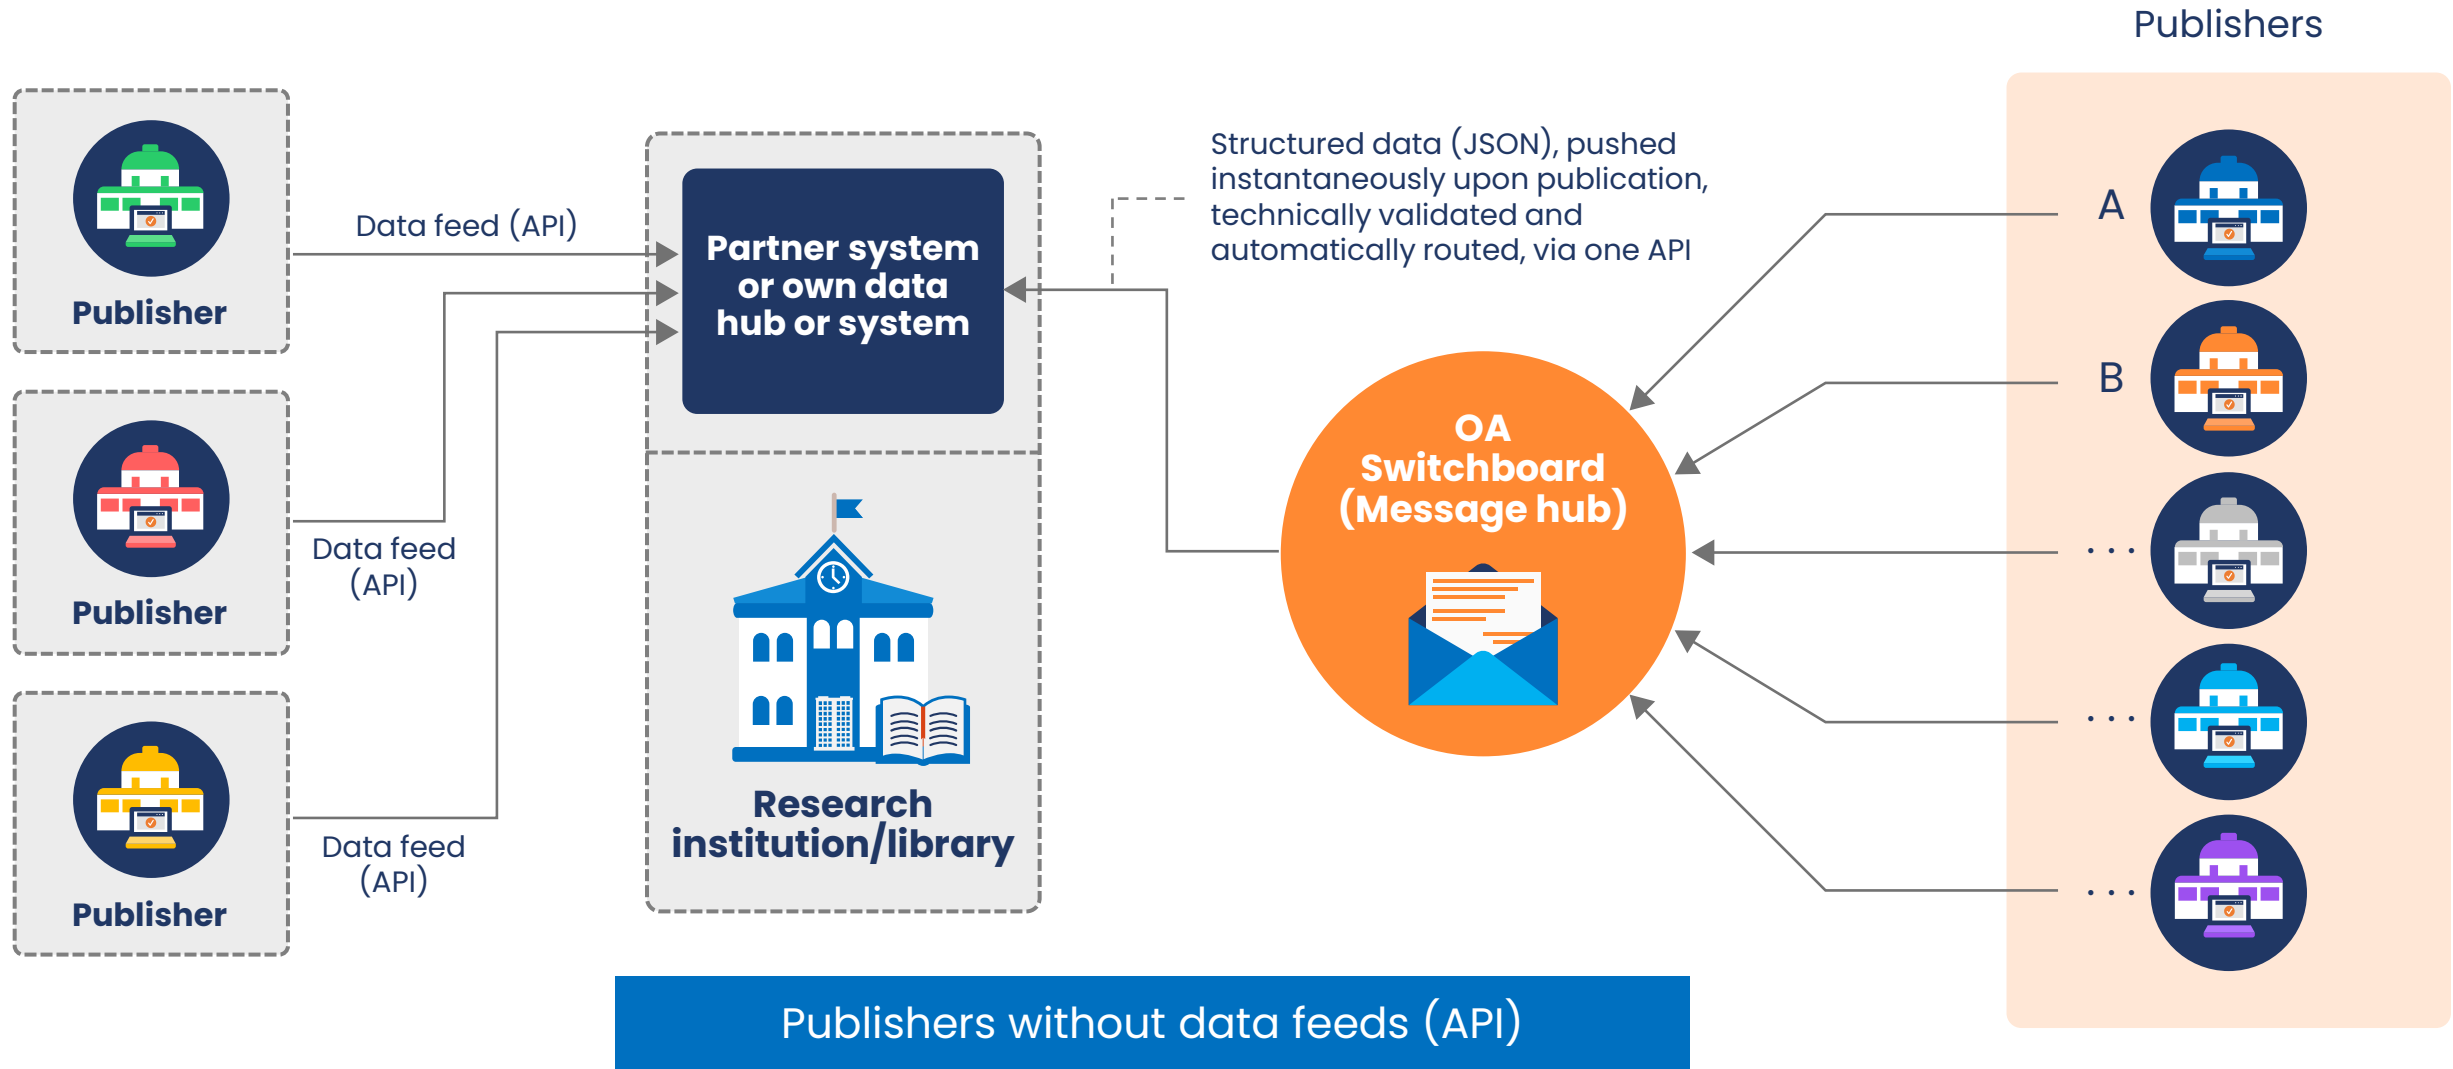 Publishers
Publisher
Data feed (API)
Publisher
Data feed
(API)
Publisher
Data feed
(API)
Partner system
or own data
hub or system
Research
institution/library
Structured data (JSON), pushed
instantaneously upon publication,
technically validated and
automatically routed, via one API
OA
Switchboard
(Message hub)
A
B
...
...
...
Publishers without data feeds (API)